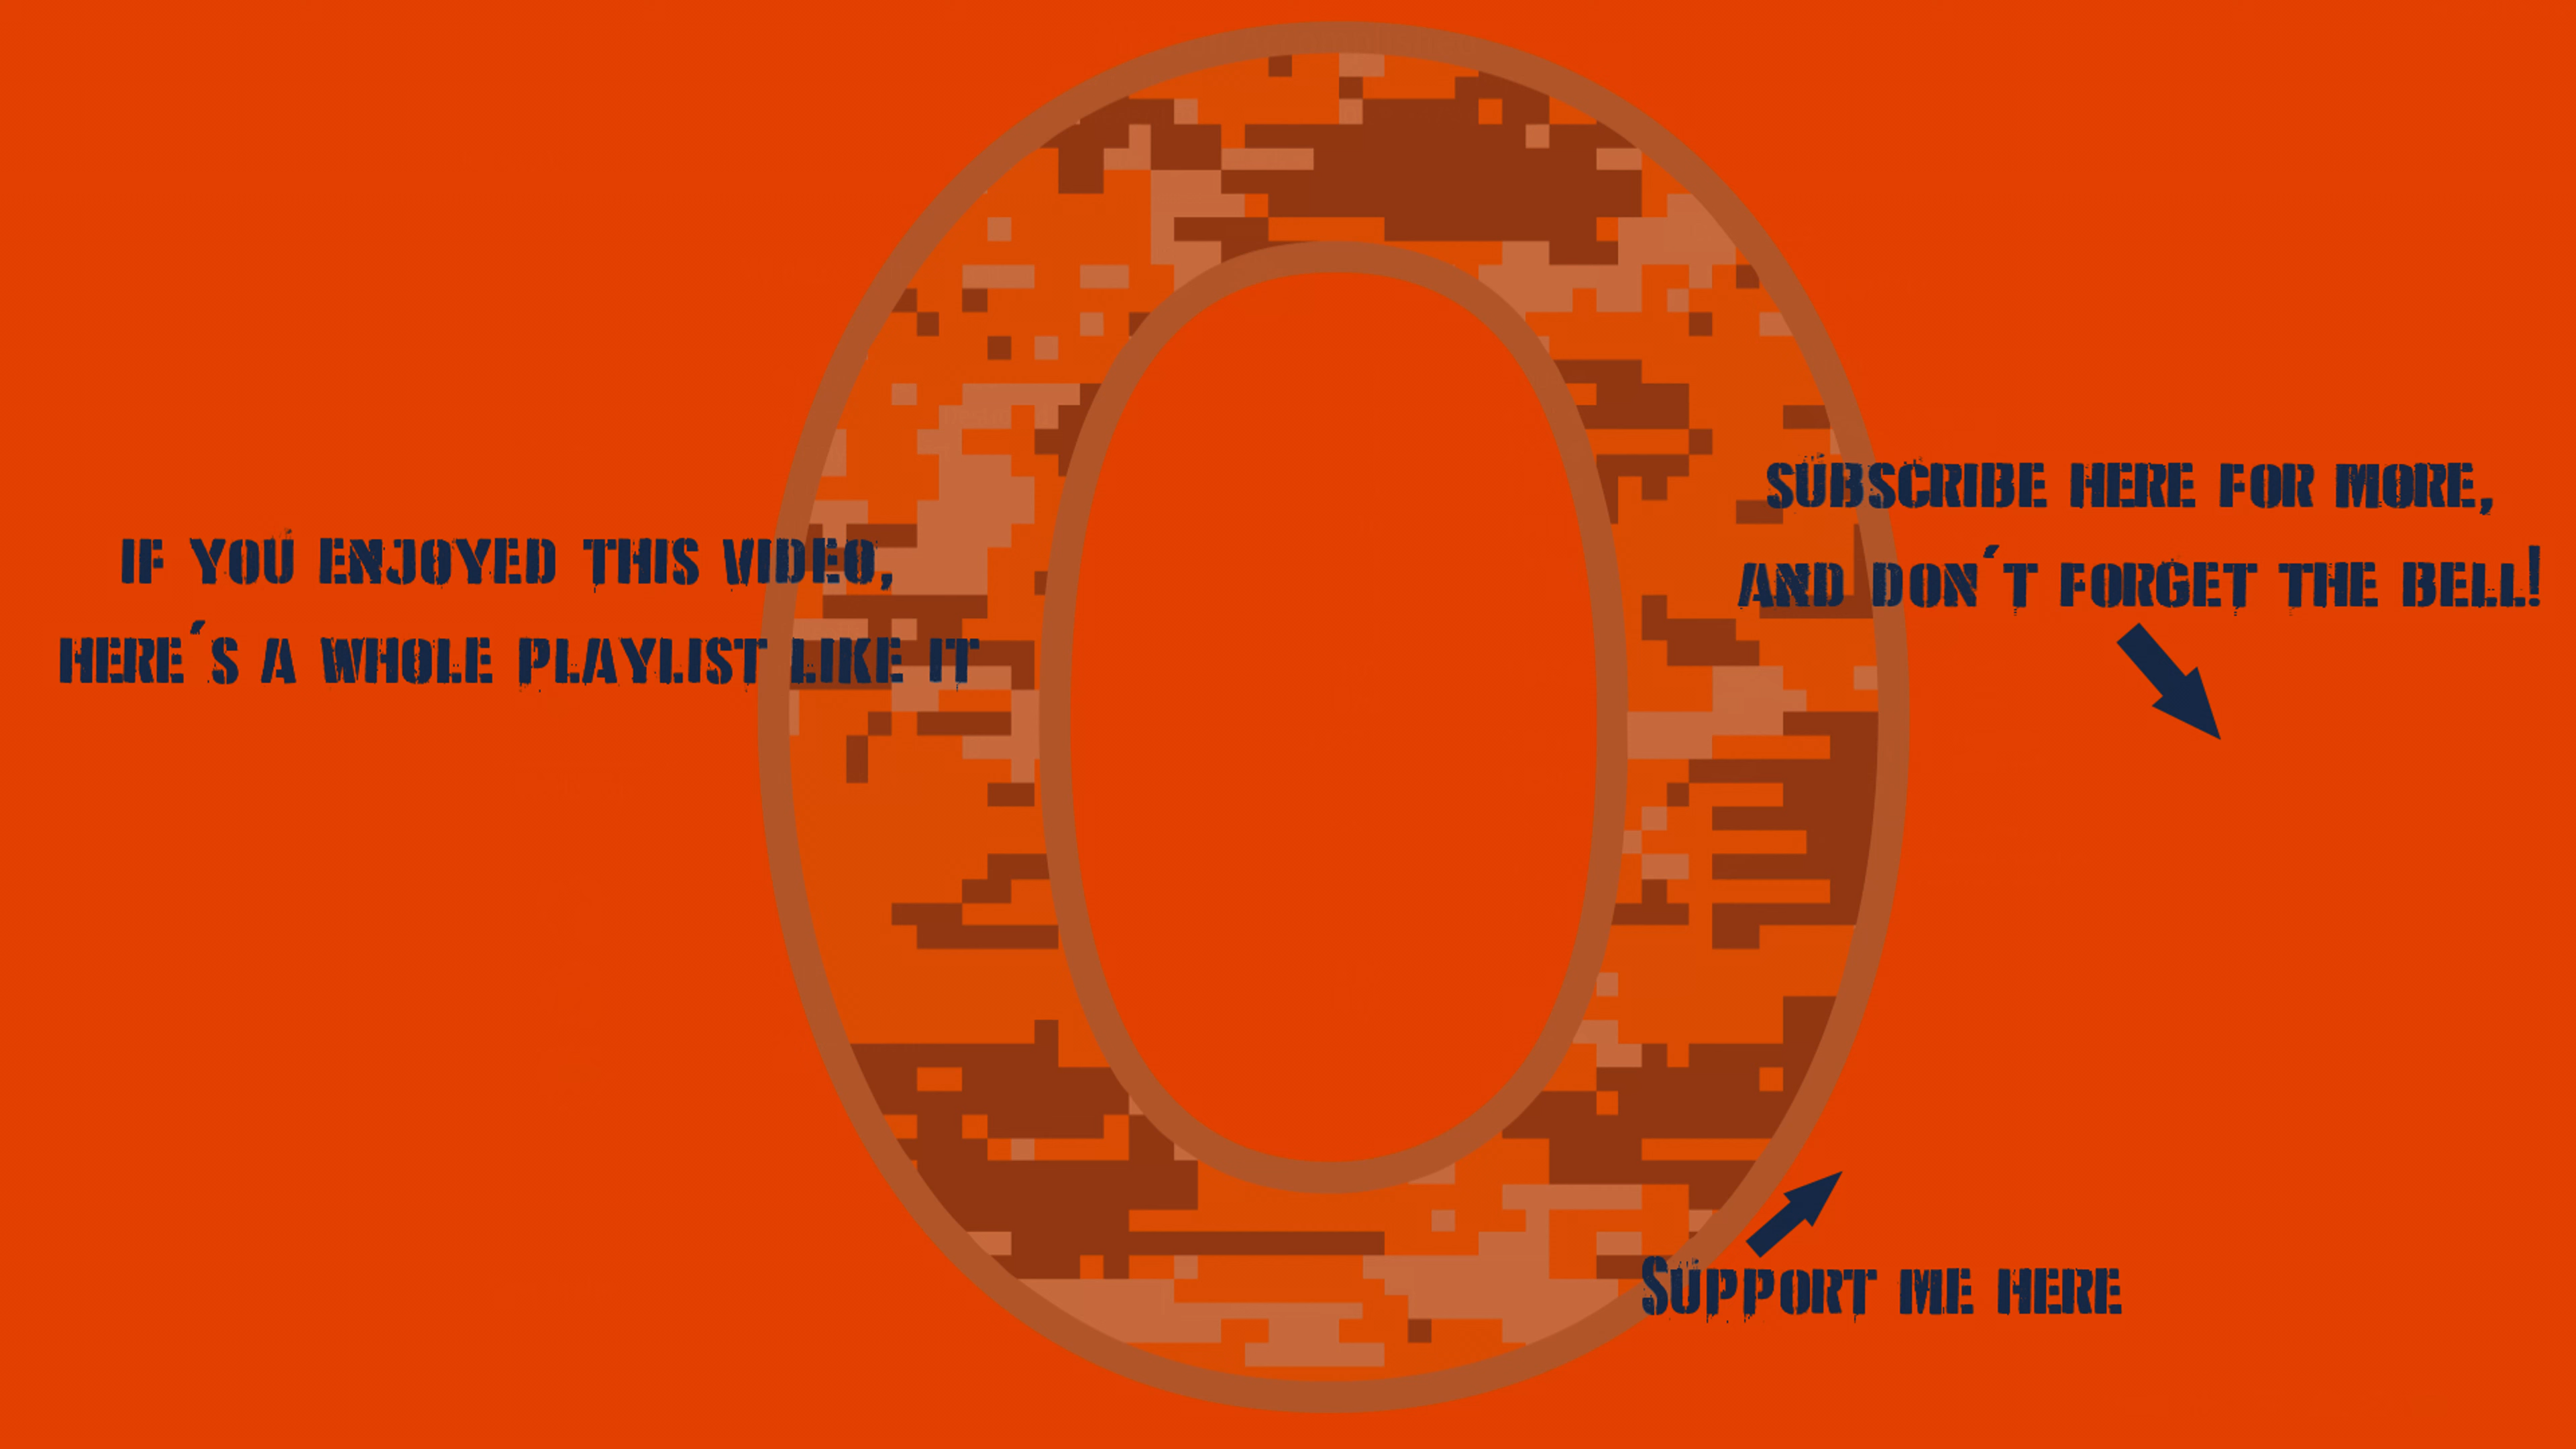 IF YOU ENJOYED THIS VIDEO,
HERE´S A WHOLE PLAYLIST LIKE IT
SUBSCRIBE HERE FOR MORE,
AND DON´T FORGET THE BELL!
SUPPORT ME HERE
O